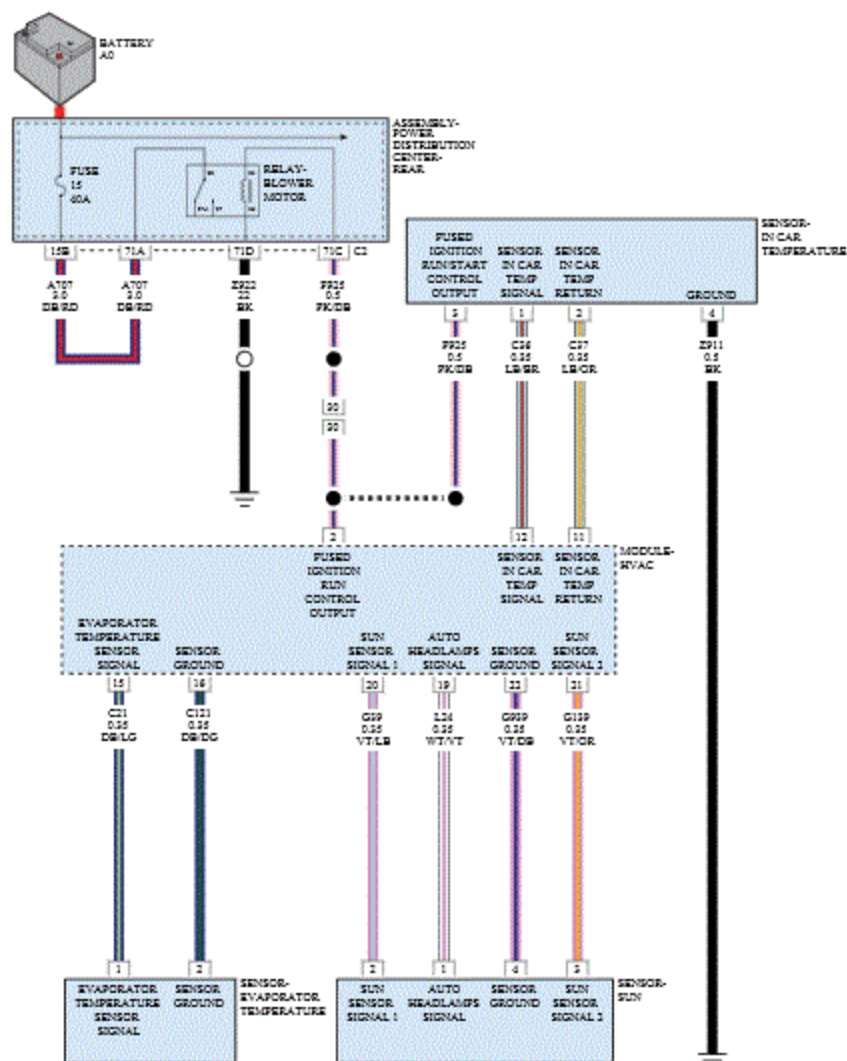 BATTERY
A0
ASSEMBLY-
POWER
DISTRIBUTION
CENTER-
REAR
FUSE
15
40A
RELAY-
BLOWER
MOTOR
15B
71A
71D
71C
C2
A707
3.0
DB/RD
A707
3.0
DB/RD
Z922
22
BK
F925
0.5
PK/DB
SENSOR-
IN CAR
TEMPERATURE
FUSED
IGNITION
RUN/START
CONTROL
OUTPUT
SENSOR
IN CAR
TEMP
SIGNAL
SENSOR
IN CAR
TEMP
RETURN
GROUND
3
1
2
4
F925
0.5
PK/DB
C36
0.35
LB/BR
C37
0.35
LB/OR
Z911
0.5
BK
30
30
2
12
11
MODULE-
HVAC
FUSED
IGNITION
RUN
CONTROL
OUTPUT
SENSOR
IN CAR
TEMP
SIGNAL
SENSOR
IN CAR
TEMP
RETURN
EVAPORATOR
TEMPERATURE
SENSOR
SIGNAL
SENSOR
GROUND
SUN
SENSOR
SIGNAL 1
AUTO
HEADLAMPS
SIGNAL
SENSOR
GROUND
SUN
SENSOR
SIGNAL 2
15
16
20
19
22
21
C21
0.35
DB/LG
C121
0.35
DB/DG
G39
0.35
VT/LB
L24
0.35
WT/VT
G939
0.35
VT/DB
G139
0.35
VT/OR
1
2
2
1
4
3
EVAPORATOR
TEMPERATURE
SENSOR
SIGNAL
SENSOR
GROUND
SENSOR-
EVAPORATOR
TEMPERATURE
SUN
SENSOR
SIGNAL 1
AUTO
HEADLAMPS
SIGNAL
SENSOR
GROUND
SUN
SENSOR
SIGNAL 2
SENSOR-
SUN